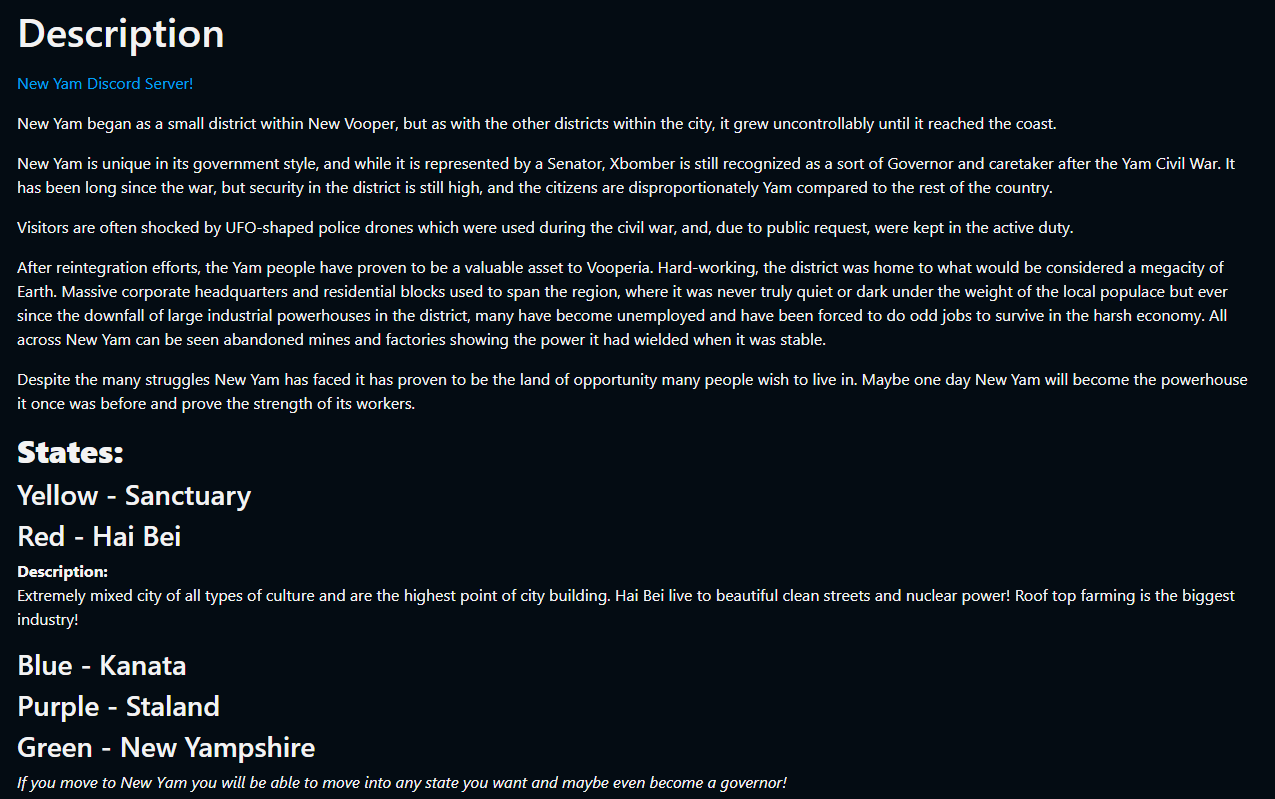 Description
New Yam Discord Server!
New Yam began as a small district within New Vooper, but as with the other districts within the city, it grew uncontrollably until it reached the coast.
New Yam is unique in its government style, and while it is represented by a Senator, Xbomber is still recognized as a sort of Governor and caretaker after the Yam Civil War. It
has been long since the war, but security in the district is still high, and the citizens are disproportionately Yam compared to the rest of the country.
Visitors are often shocked by UFO-shaped police drones which were used during the civil war, and, due to public request, were kept in the active duty.
After reintegration efforts, the Yam people have proven to be a valuable asset to Vooperia. Hard-working, the district was home to what would be considered a megacity of
Earth. Massive corporate headquarters and residential blocks used to span the region, where it was never truly quiet or dark under the weight of the local populace but ever
since the downfall of large industrial powerhouses in the district, many have become unemployed and have been forced to do odd jobs to survive in the harsh economy. All
across New Yam can be seen abandoned mines and factories showing the power it had wielded when it was stable.
Despite the many struggles New Yam has faced it has proven to be the land of opportunity many people wish to live in. Maybe one day New Yam will become the powerhouse
it once was before and prove the strength of its workers.
States:
Yellow - Sanctuary
Red - Hai Bei
Description:
Extremely mixed city of all types of culture and are the highest point of city building. Hai Bei live to beautiful clean streets and nuclear power! Roof top farming is the biggest
industry!
Blue - Kanata
Purple - Staland
Green - New Yampshire
If you move to New Yam you will be able to move into any state you want and maybe even become a governor!